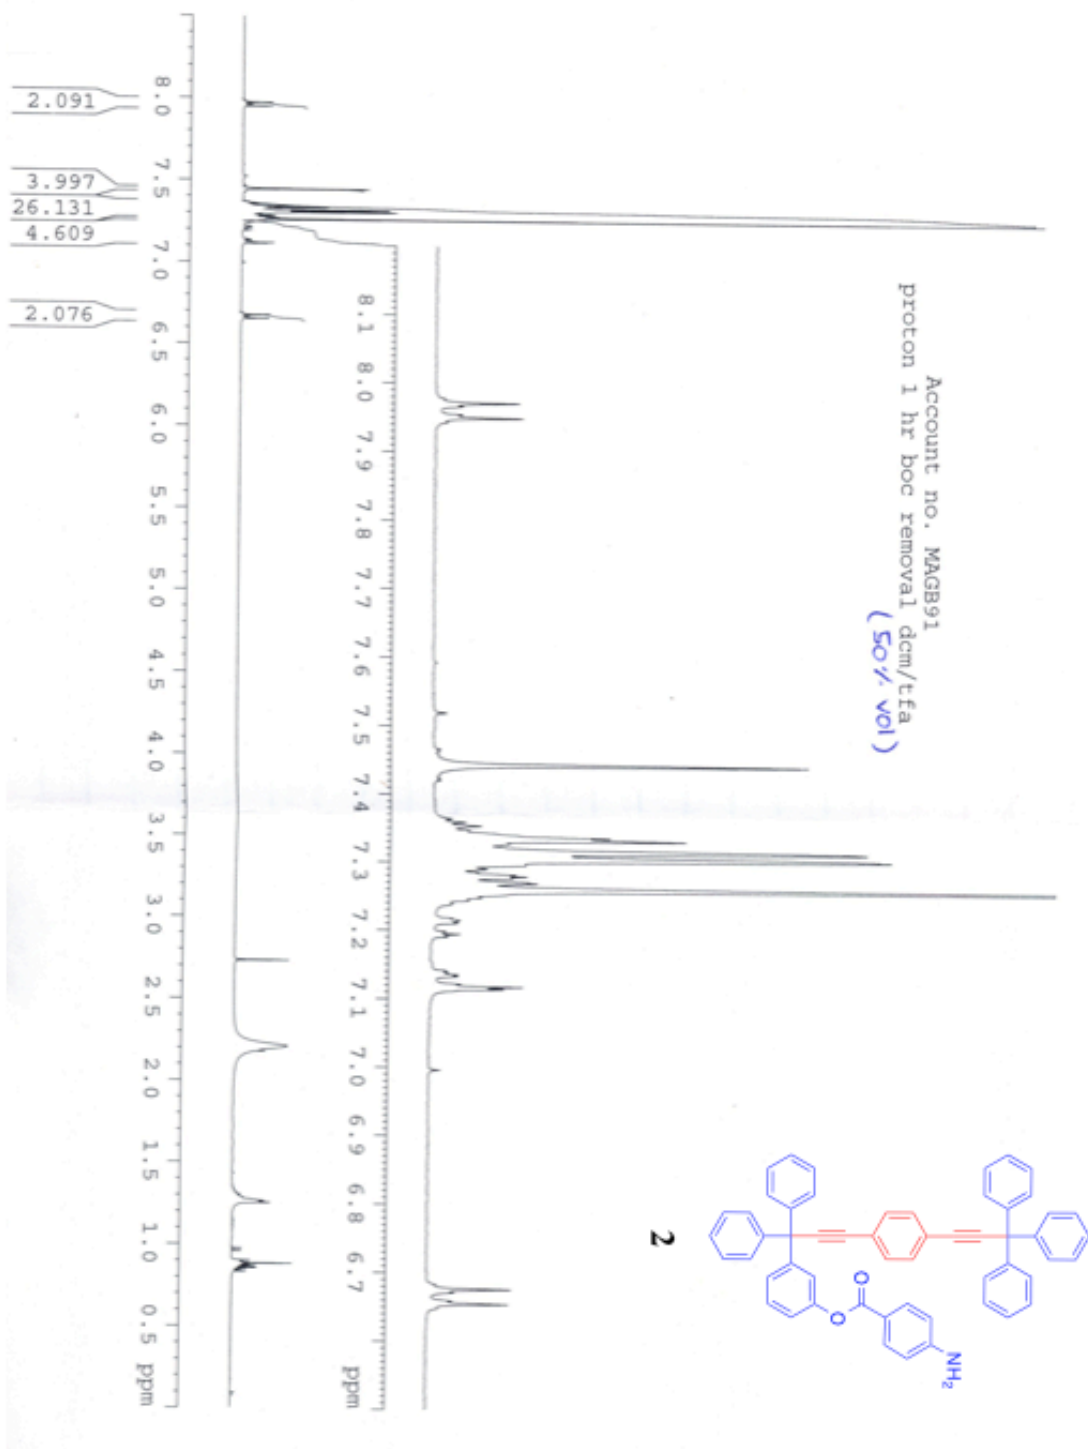 Account no. MAGB91
proton 1 hr boc removal dcm/tfa
(50% vol)
8.1 8.0 7.9 7.8 7.7 7.6 7.5 7.4 7.3 7.2 7.1 7.0 6.9 6.8 6.7 ppm
8.0 7.5 7.0 6.5 6.0 5.5 5.0 4.5 4.0 3.5 3.0 2.5 2.0 1.5 1.0 0.5 ppm
2.091
3.997
26.131
4.609
2.076
O
O
NH2
2